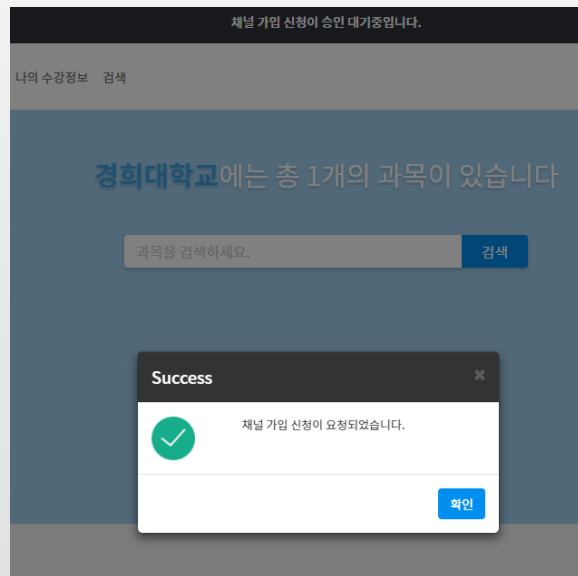 채널 가입 신청이 승인 대기중입니다.
나의 수강정보 검색
경희대학교에는 총 1개의 과목이 있습니다
과목을 검색하세요. 검색
Success ×
채널 가입 신청이 요청되었습니다.
확인